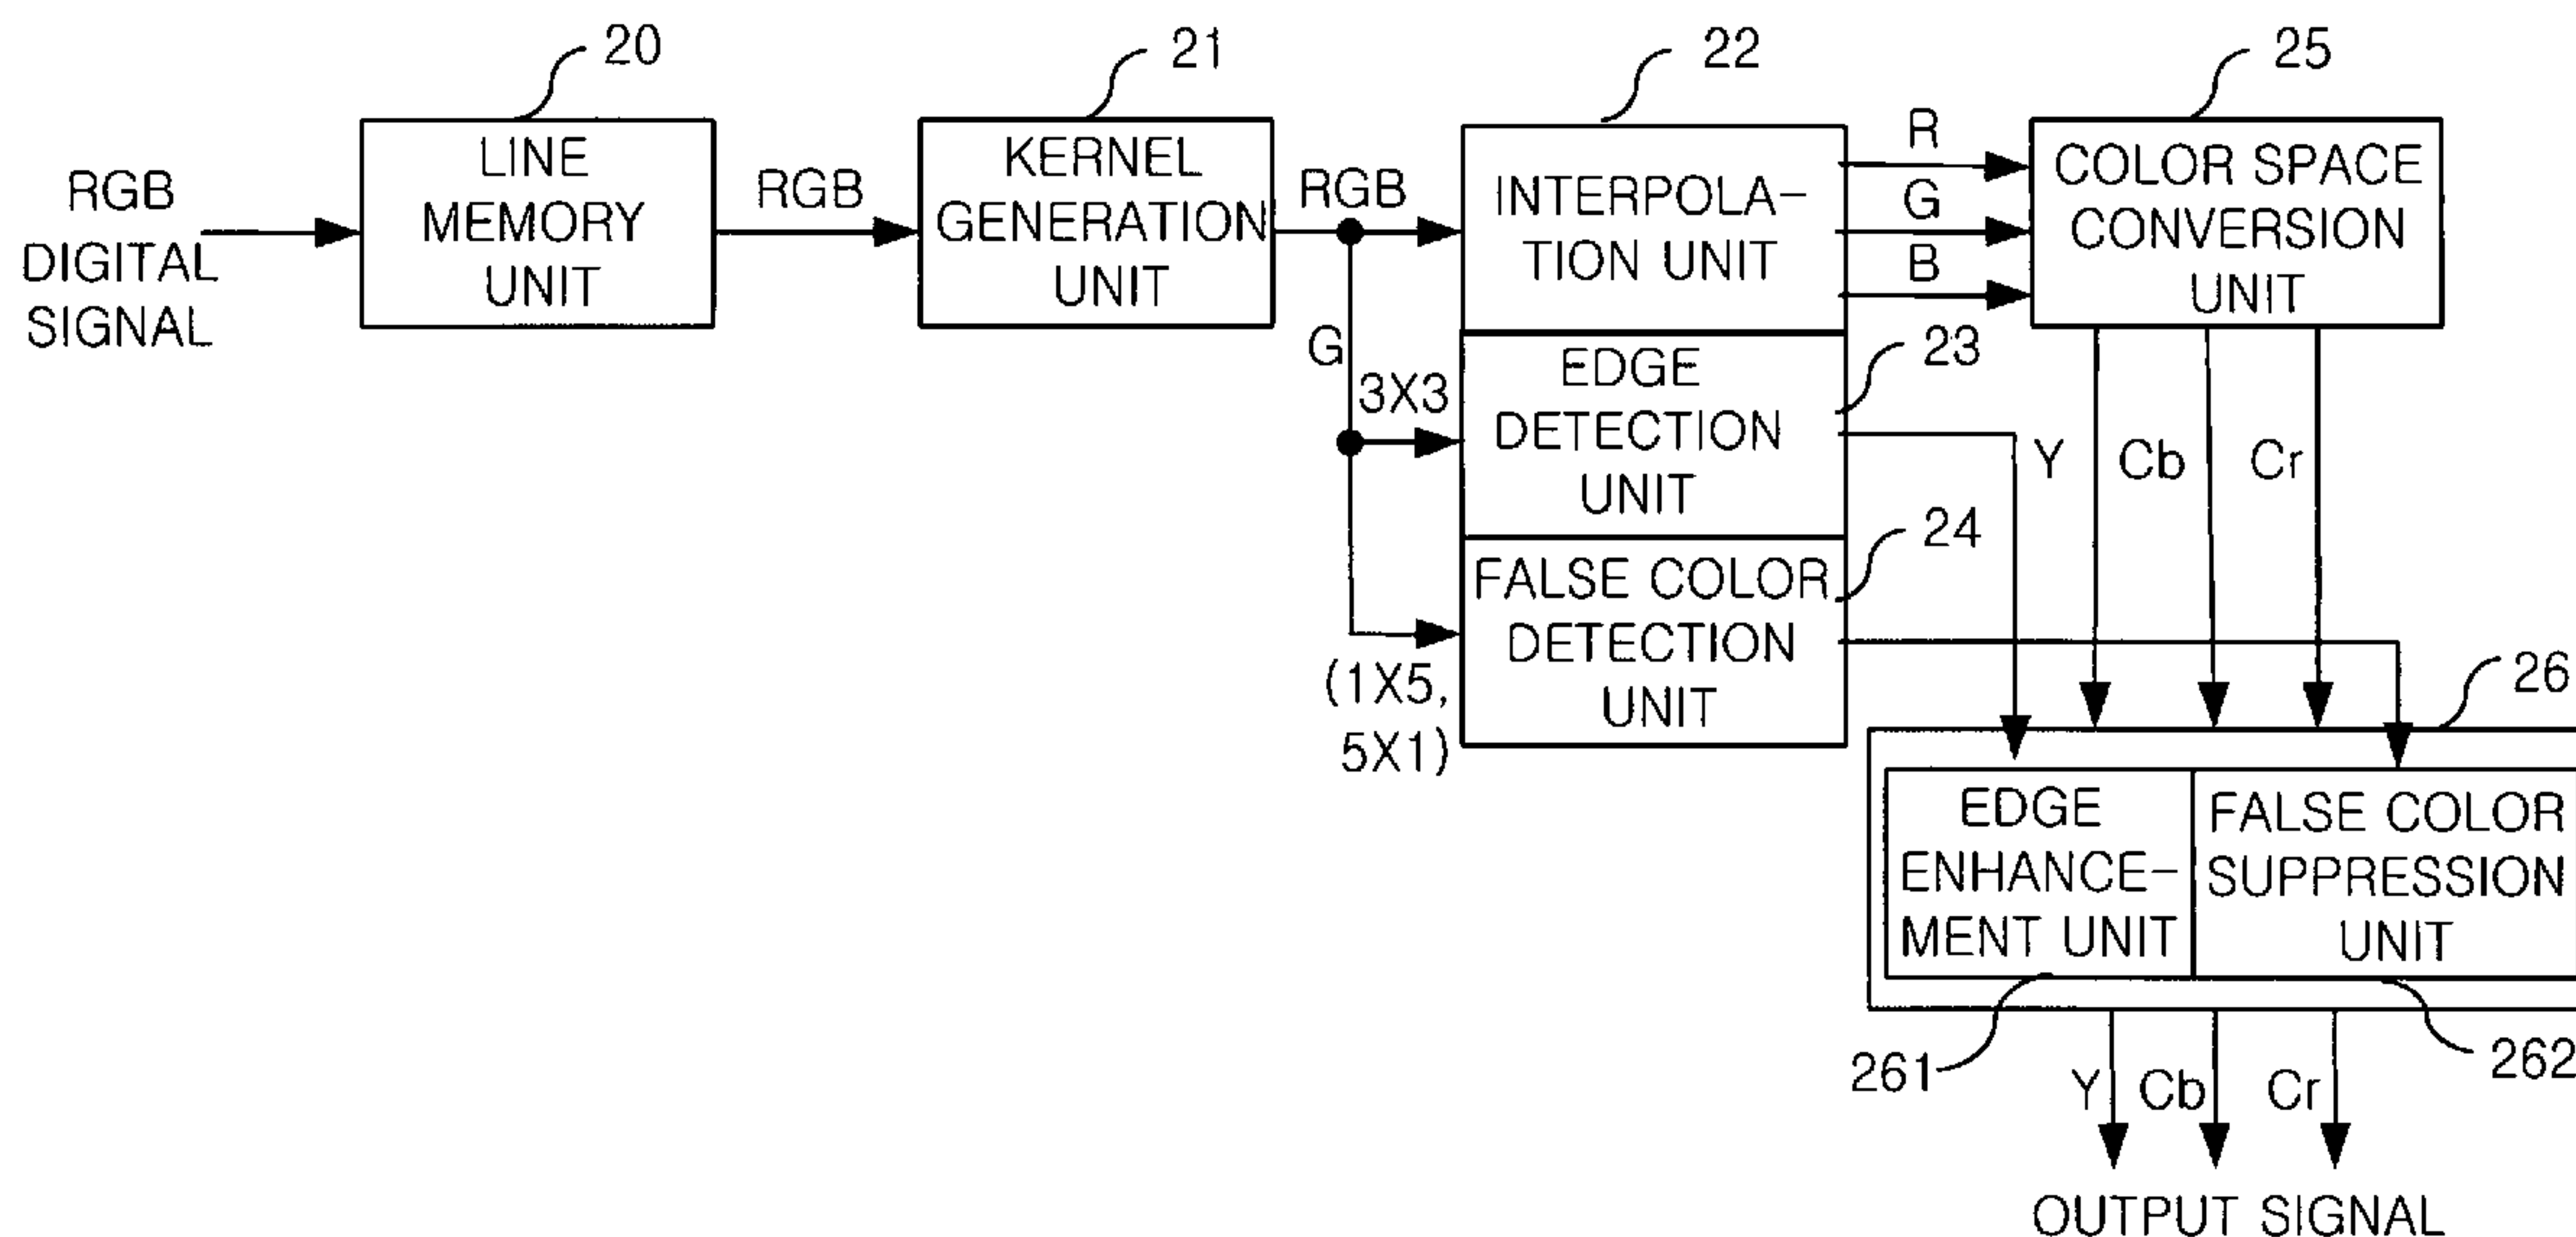 20
21
22
25
RGB
DIGITAL
SIGNAL
LINE
MEMORY
UNIT
RGB
KERNEL
GENERATION
UNIT
RGB
INTERPOLA-
TION UNIT
R
G
B
COLOR SPACE
CONVERSION
UNIT
G
3X3
EDGE
DETECTION
UNIT
23
Y
Cb
Cr
(1X5,
5X1)
FALSE COLOR
DETECTION
UNIT
24
26
EDGE
ENHANCE-
MENT UNIT
FALSE COLOR
SUPPRESSION
UNIT
261
262
Y
Cb
Cr
OUTPUT SIGNAL